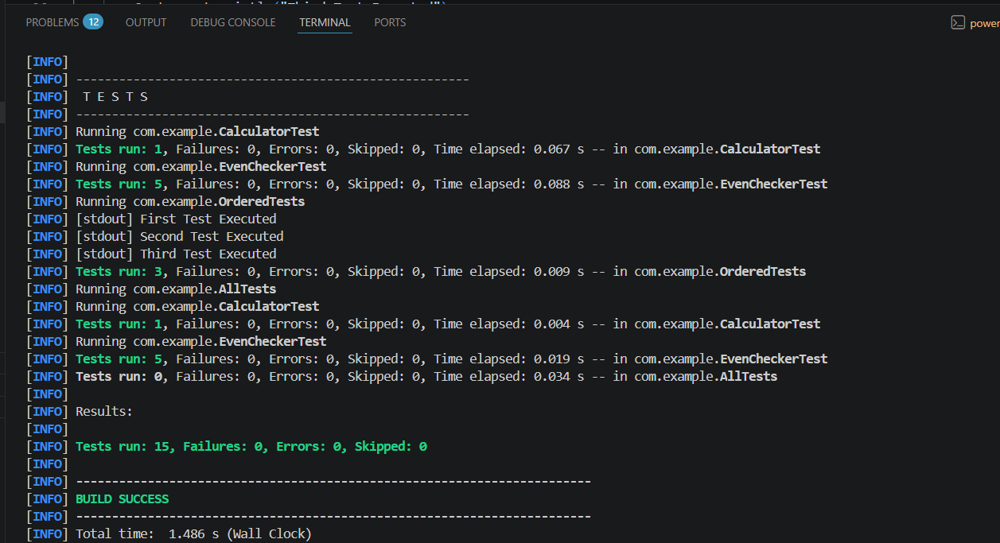 PROBLEMS 12 OUTPUT DEBUG CONSOLE TERMINAL PORTS power
[INFO]
[INFO] -------------------------------------------------------
[INFO]  T E S T S
[INFO] -------------------------------------------------------
[INFO] Running com.example.CalculatorTest
[INFO] Tests run: 1, Failures: 0, Errors: 0, Skipped: 0, Time elapsed: 0.067 s -- in com.example.CalculatorTest
[INFO] Running com.example.EvenCheckerTest
[INFO] Tests run: 5, Failures: 0, Errors: 0, Skipped: 0, Time elapsed: 0.088 s -- in com.example.EvenCheckerTest
[INFO] Running com.example.OrderedTests
[INFO] [stdout] First Test Executed
[INFO] [stdout] Second Test Executed
[INFO] [stdout] Third Test Executed
[INFO] Tests run: 3, Failures: 0, Errors: 0, Skipped: 0, Time elapsed: 0.009 s -- in com.example.OrderedTests
[INFO] Running com.example.AllTests
[INFO] Running com.example.CalculatorTest
[INFO] Tests run: 1, Failures: 0, Errors: 0, Skipped: 0, Time elapsed: 0.004 s -- in com.example.CalculatorTest
[INFO] Running com.example.EvenCheckerTest
[INFO] Tests run: 5, Failures: 0, Errors: 0, Skipped: 0, Time elapsed: 0.019 s -- in com.example.EvenCheckerTest
[INFO] Tests run: 0, Failures: 0, Errors: 0, Skipped: 0, Time elapsed: 0.034 s -- in com.example.AllTests
[INFO]
[INFO] Results:
[INFO]
[INFO] Tests run: 15, Failures: 0, Errors: 0, Skipped: 0
[INFO]
[INFO] ------------------------------------------------------------------------
[INFO] BUILD SUCCESS
[INFO] ------------------------------------------------------------------------
[INFO] Total time:  1.486 s (Wall Clock)